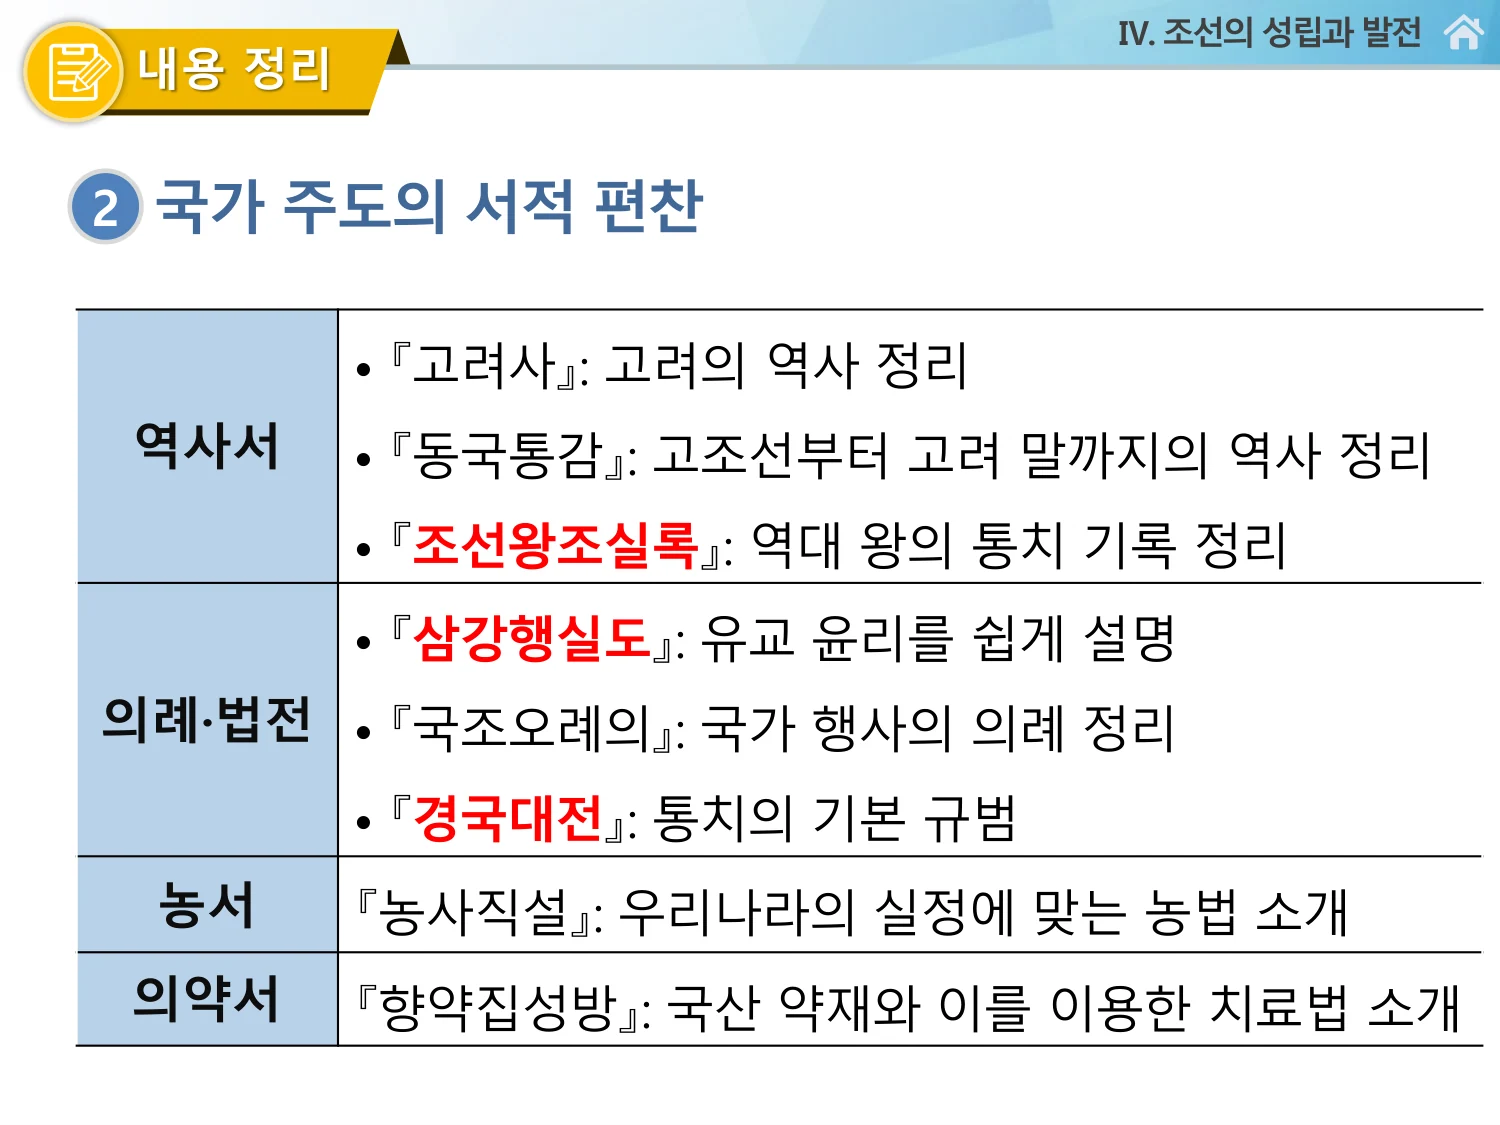 IV. 조선의 성립과 발전
내용 정리
2 국가 주도의 서적 편찬
역사서
• 『고려사』: 고려의 역사 정리
• 『동국통감』: 고조선부터 고려 말까지의 역사 정리
• 『조선왕조실록』: 역대 왕의 통치 기록 정리
의례·법전
• 『삼강행실도』: 유교 윤리를 쉽게 설명
• 『국조오례의』: 국가 행사의 의례 정리
• 『경국대전』: 통치의 기본 규범
농서
『농사직설』: 우리나라의 실정에 맞는 농법 소개
의약서
『향약집성방』: 국산 약재와 이를 이용한 치료법 소개